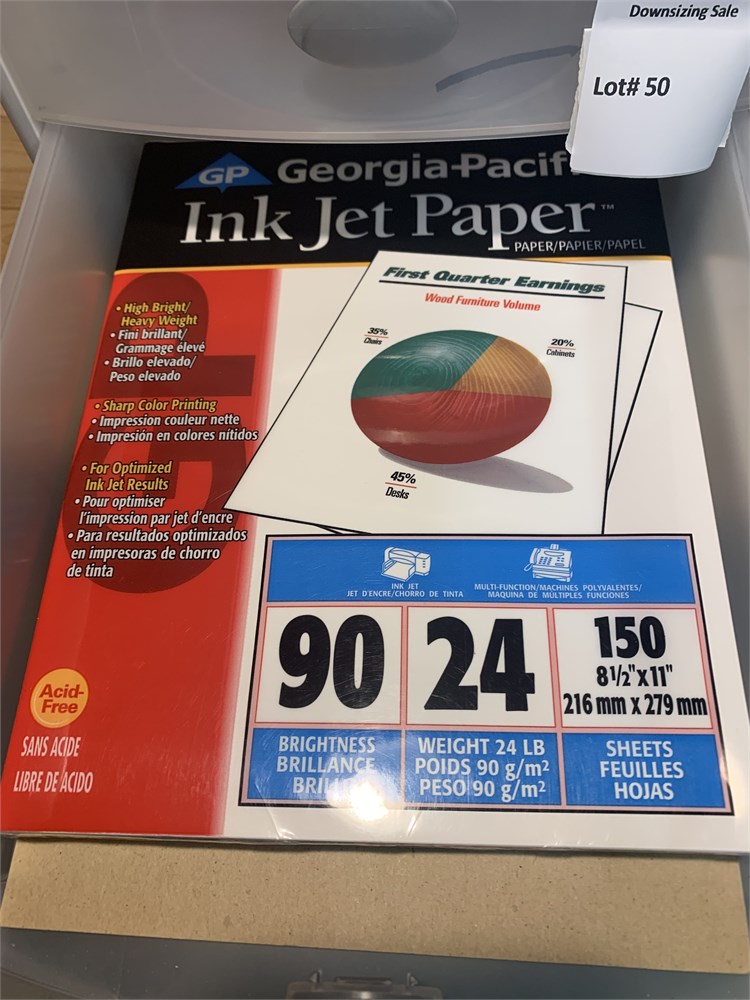 Downsizing Sale
Lot# 50
GP Georgia-Pacif
Ink Jet Paper™
PAPER/PAPIER/PAPEL
First Quarter Earnings
Wood Furniture Volume
35%
Chairs
20%
Cabinets
45%
Desks
• High Bright/
Heavy Weight
• Fini brillant/
Grammage élevé
• Brillo elevado/
Peso elevado
• Sharp Color Printing
• Impression couleur nette
• Impresión en colores nítidos
• For Optimized
Ink Jet Results
• Pour optimiser
l'impression par jet d'encre
• Para resultados optimizados
en impresoras de chorro
de tinta
Acid-
Free
SANS ACIDE
LIBRE DE ACIDO
INK JET
JET D'ENCRE/CHORRO DE TINTA
MULTI-FUNCTION/MACHINES POLYVALENTES/
MAQUINA DE MÚLTIPLES FUNCIONES
90
BRIGHTNESS
BRILLANCE
24
WEIGHT 24 LB
POIDS 90 g/m²
PESO 90 g/m²
150
8 1/2"x 11"
216 mm x 279 mm
SHEETS
FEUILLES
HOJAS